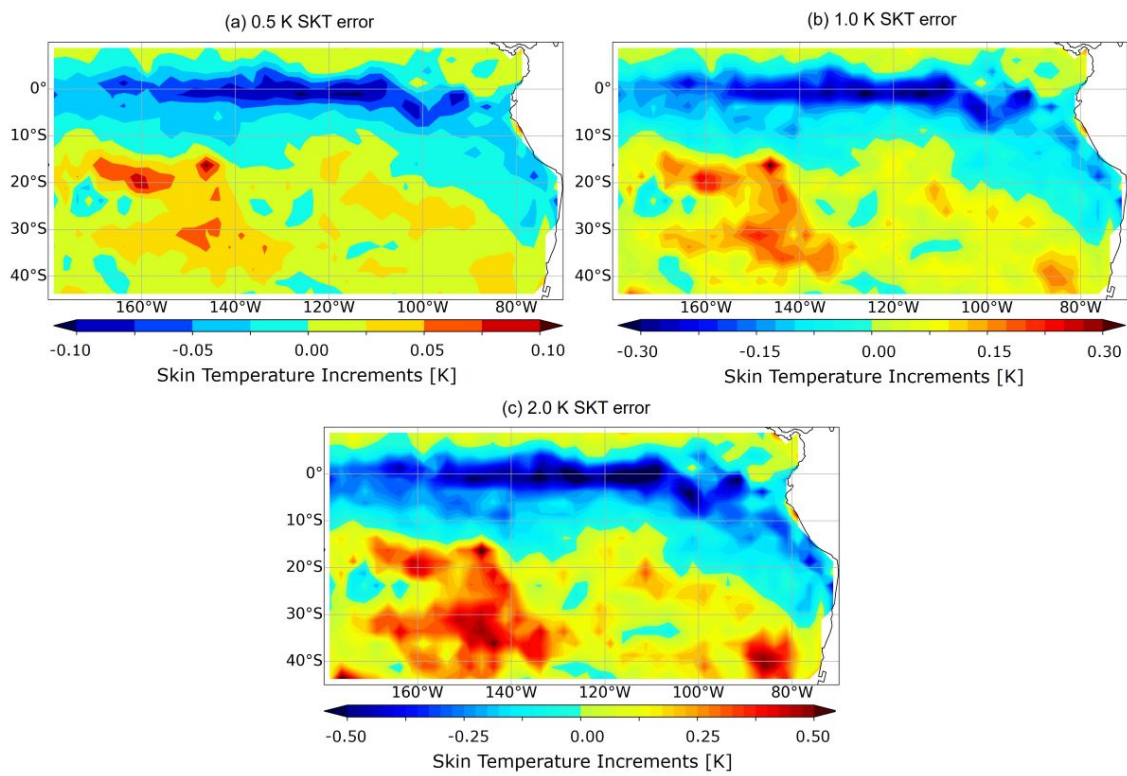 (a) 0.5 K SKT error
(b) 1.0 K SKT error
0°
10°S
20°S
30°S
40°S
160°W 140°W 120°W 100°W 80°W
-0.10 -0.05 0.00 0.05 0.10
Skin Temperature Increments [K]
0°
10°S
20°S
30°S
40°S
160°W 140°W 120°W 100°W 80°W
-0.30 -0.15 0.00 0.15 0.30
Skin Temperature Increments [K]
(c) 2.0 K SKT error
0°
10°S
20°S
30°S
40°S
160°W 140°W 120°W 100°W 80°W
-0.50 -0.25 0.00 0.25 0.50
Skin Temperature Increments [K]